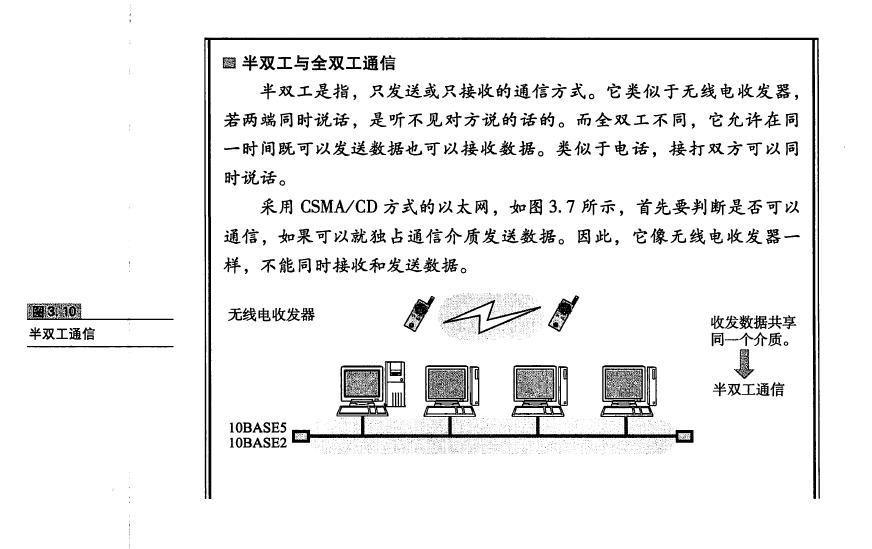 半双工与全双工通信
半双工是指，只发送或只接收的通信方式。它类似于无线电收发器，
若两端同时说话，是听不见对方说的话的。而全双工不同，它允许在同
一时间既可以发送数据也可以接收数据。类似于电话，接打双方可以同
时说话。
采用 CSMA/CD 方式的以太网，如图 3.7 所示，首先要判断是否可以
通信，如果可以就独占通信介质发送数据。因此，它像无线电收发器一
样，不能同时接收和发送数据。
图 3.10
半双工通信
无线电收发器
收发数据共享
同一个介质。
半双工通信
10BASE5
10BASE2